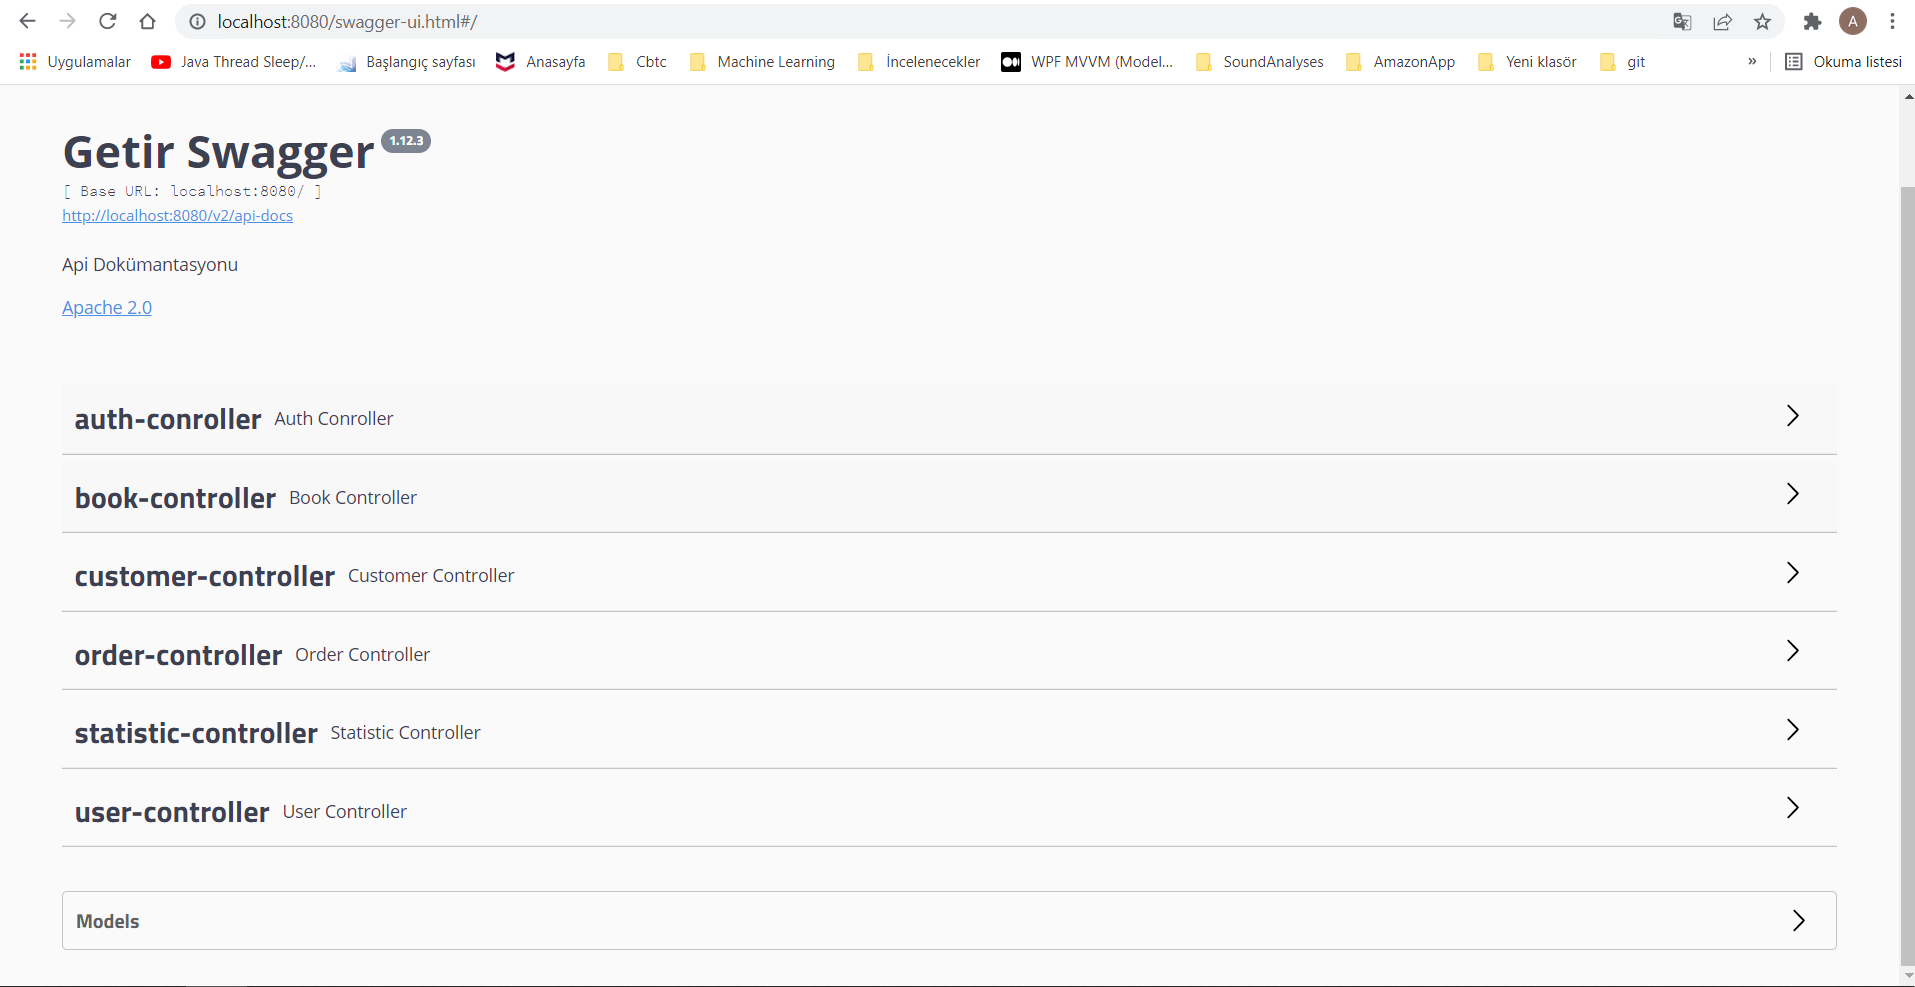 localhost:8080/swagger-ui.html#/
A
Uygulamalar Java Thread Sleep/... Başlangıç sayfası Anasayfa Cbtc Machine Learning İncelenecekler WPF MVVM (Model... SoundAnalyses AmazonApp Yeni klasör git » Okuma listesi
Getir Swagger 1.12.3
[ Base URL: localhost:8080/ ]
http://localhost:8080/v2/api-docs
Api Dokümantasyonu
Apache 2.0
auth-conroller Auth Conroller
book-controller Book Controller
customer-controller Customer Controller
order-controller Order Controller
statistic-controller Statistic Controller
user-controller User Controller
Models